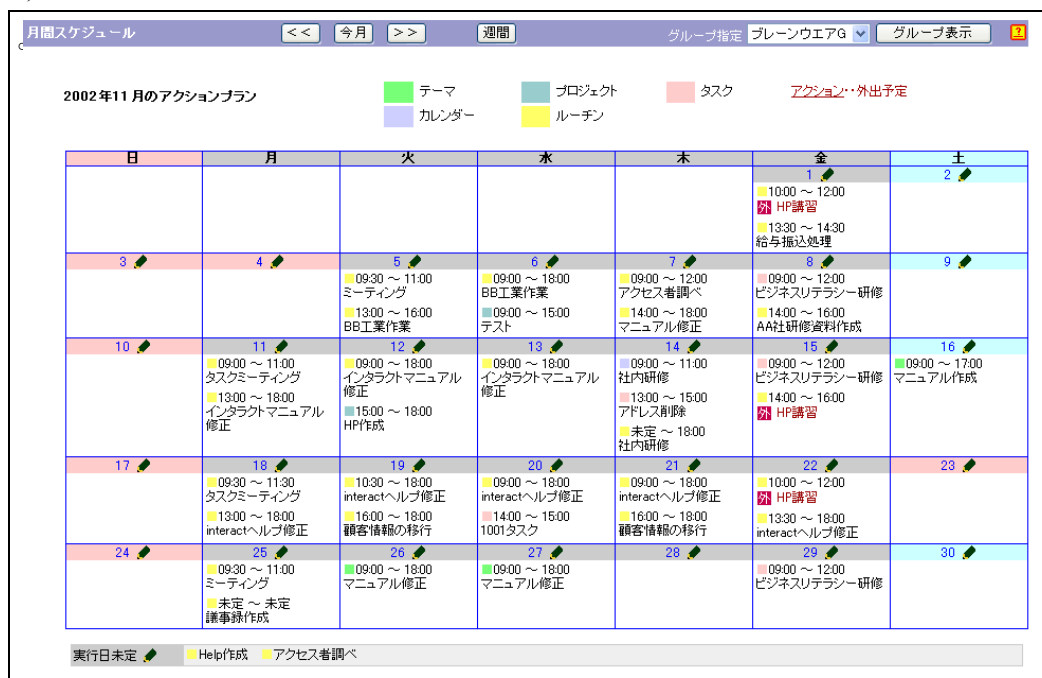 月間スケジュール << 今月 >> 週間 グループ指定 ブレーンウエアG グループ表示 ?
2002年11月のアクションプラン
テーマ プロジェクト タスク アクション・・外出予定
カレンダー ルーチン
日 月 火 水 木 金 土
1 2
10:00 ～ 12:00
外 HP講習
13:30 ～ 14:30
給与振込処理
3 4 5 6 7 8 9
09:30 ～ 11:00
ミーティング
13:00 ～ 16:00
BB工業作業
09:00 ～ 18:00
BB工業作業
09:00 ～ 15:00
テスト
09:00 ～ 12:00
アクセス者調べ
14:00 ～ 18:00
マニュアル修正
09:00 ～ 12:00
ビジネスリテラシー研修
14:00 ～ 16:00
AA社研修資料作成
10 11 12 13 14 15 16
09:00 ～ 11:00
タスクミーティング
13:00 ～ 18:00
インタラクトマニュアル
修正
09:00 ～ 18:00
インタラクトマニュアル
修正
15:00 ～ 18:00
HP作成
09:00 ～ 18:00
インタラクトマニュアル
修正
09:00 ～ 11:00
社内研修
13:00 ～ 15:00
アドレス削除
未定 ～ 18:00
社内研修
09:00 ～ 12:00
ビジネスリテラシー研修
14:00 ～ 16:00
外 HP講習
09:00 ～ 17:00
マニュアル作成
17 18 19 20 21 22 23
09:30 ～ 11:30
タスクミーティング
13:00 ～ 18:00
interactヘルプ修正
10:30 ～ 18:00
interactヘルプ修正
16:00 ～ 18:00
顧客情報の移行
09:00 ～ 18:00
interactヘルプ修正
14:00 ～ 15:00
1001タスク
09:00 ～ 18:00
interactヘルプ修正
16:00 ～ 18:00
顧客情報の移行
10:00 ～ 12:00
外 HP講習
13:30 ～ 18:00
interactヘルプ修正
24 25 26 27 28 29 30
09:30 ～ 11:00
ミーティング
未定 ～ 未定
議事録作成
09:00 ～ 18:00
マニュアル修正
09:00 ～ 18:00
マニュアル修正
09:00 ～ 12:00
ビジネスリテラシー研修
実行日未定 Help作成 アクセス者調べ